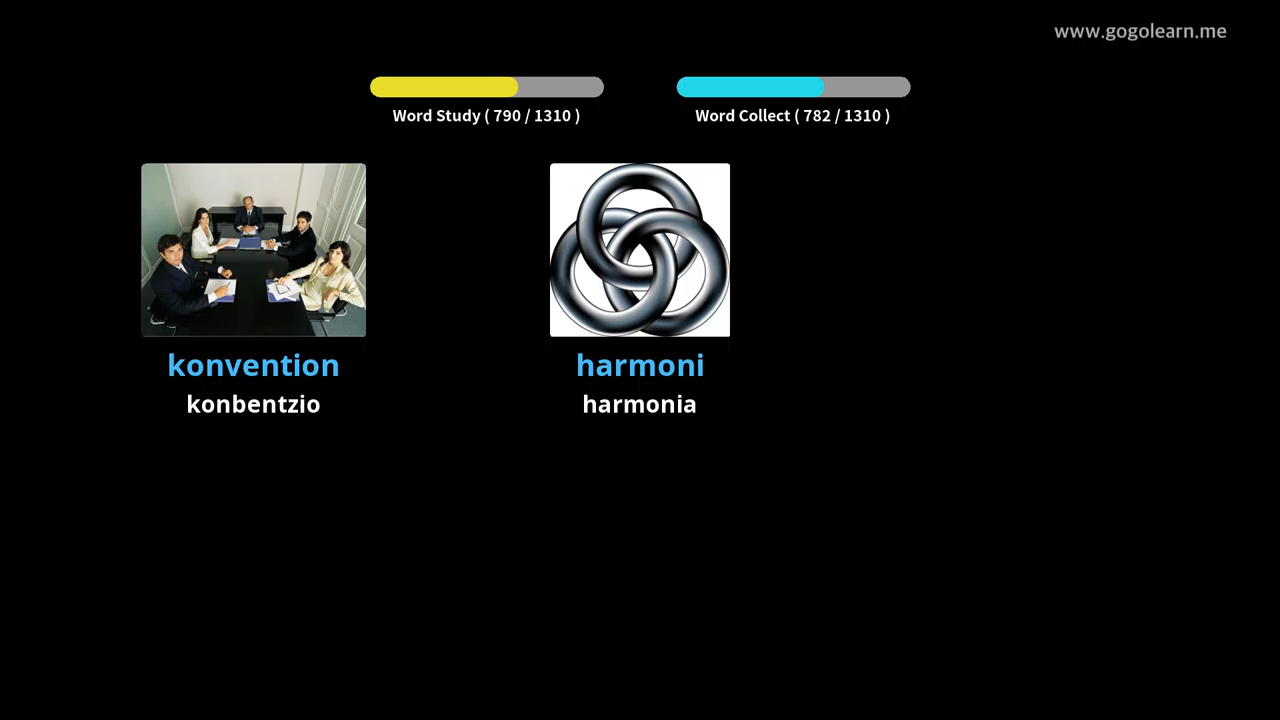 www.gogolearn.me
Word Study ( 790 / 1310 )
Word Collect ( 782 / 1310 )
konvention
konbentzio
harmoni
harmonia